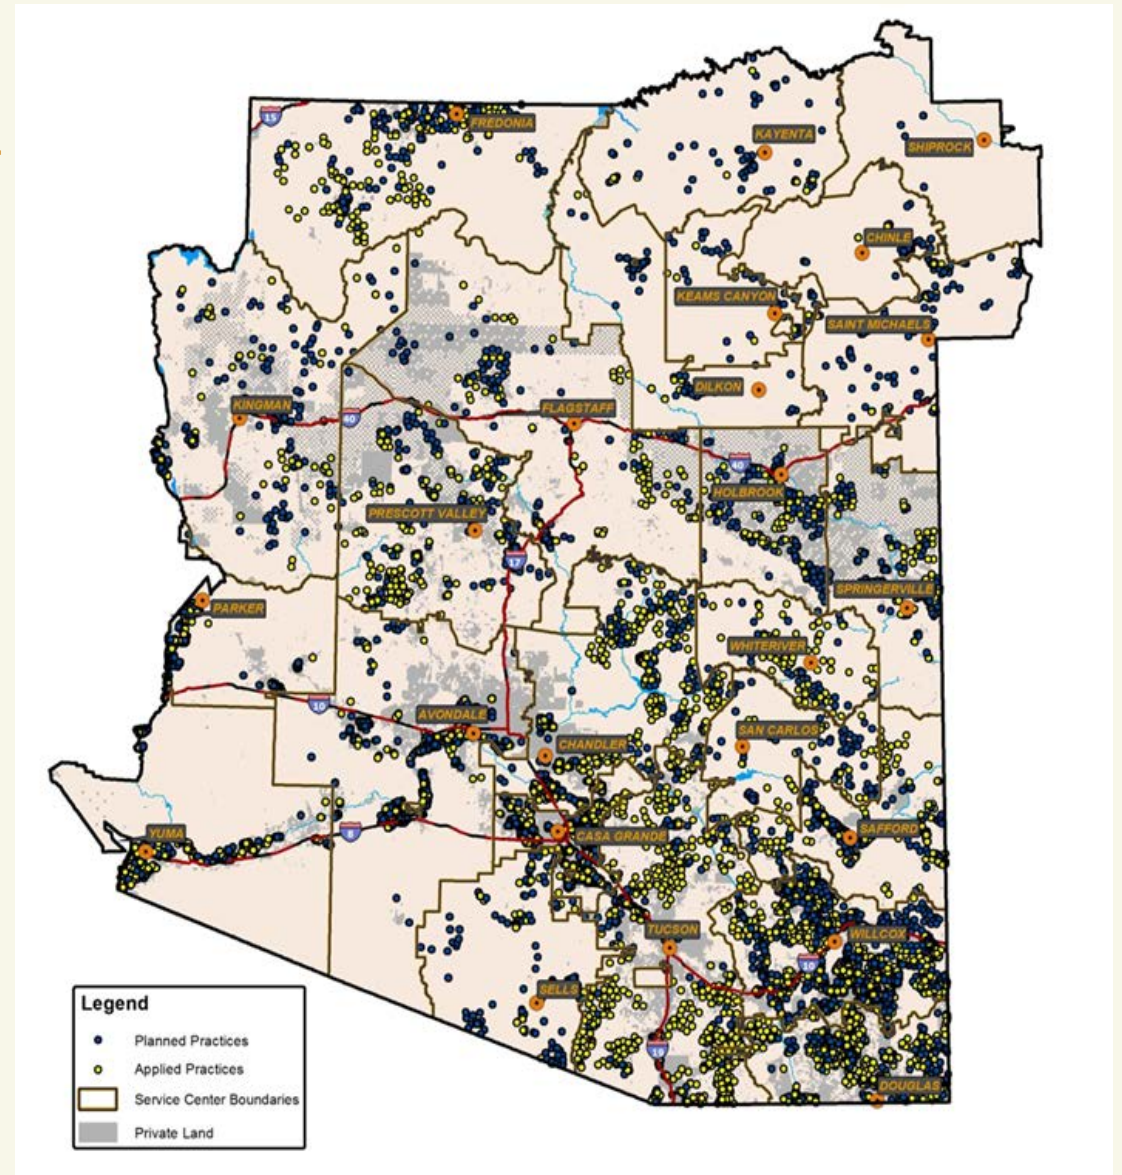 15
FREDONIA
KAYENTA
SHIPROCK
CHINLE
KEAMS CANYON
SAINT MICHAELS
DILKON
KINGMAN
40
FLAGSTAFF
40
HOLBROOK
PRESCOTT VALLEY
17
SPRINGERVILLE
PARKER
WHITERIVER
10
AVONDALE
SAN CARLOS
CHANDLER
YUMA
8
CASA GRANDE
SAFFORD
TUCSON
WILLCOX
10
SELLS
19
DOUGLAS
Legend
Planned Practices
Applied Practices
Service Center Boundaries
Private Land